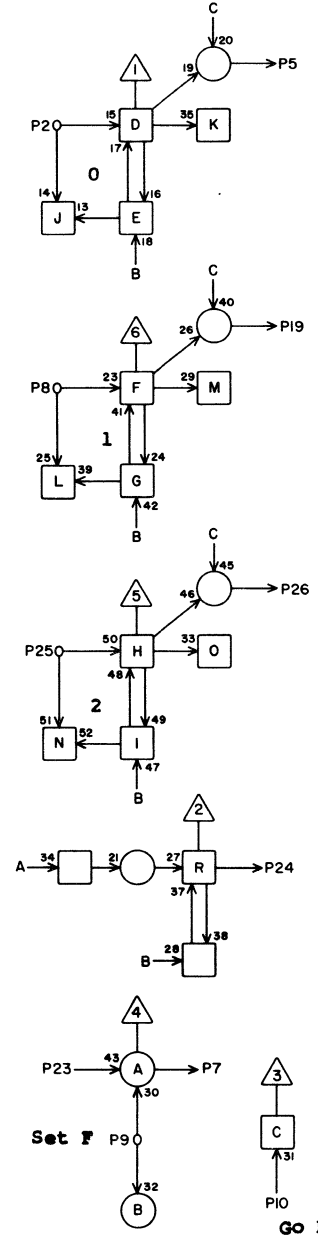 C
20
1
19
P5
P2
15
D
35
K
17
0
16
14
13
J
E
18
B
C
40
6
26
P19
P8
23
F
29
M
41
1
24
25
39
L
G
42
B
C
45
5
46
P26
P25
50
H
33
O
48
2
49
51
52
N
I
47
B
2
A
34
21
27
R
P24
37
38
B
28
4
P23
43
A
P7
30
3
Set F
P9
C
31
32
B
P10
Go